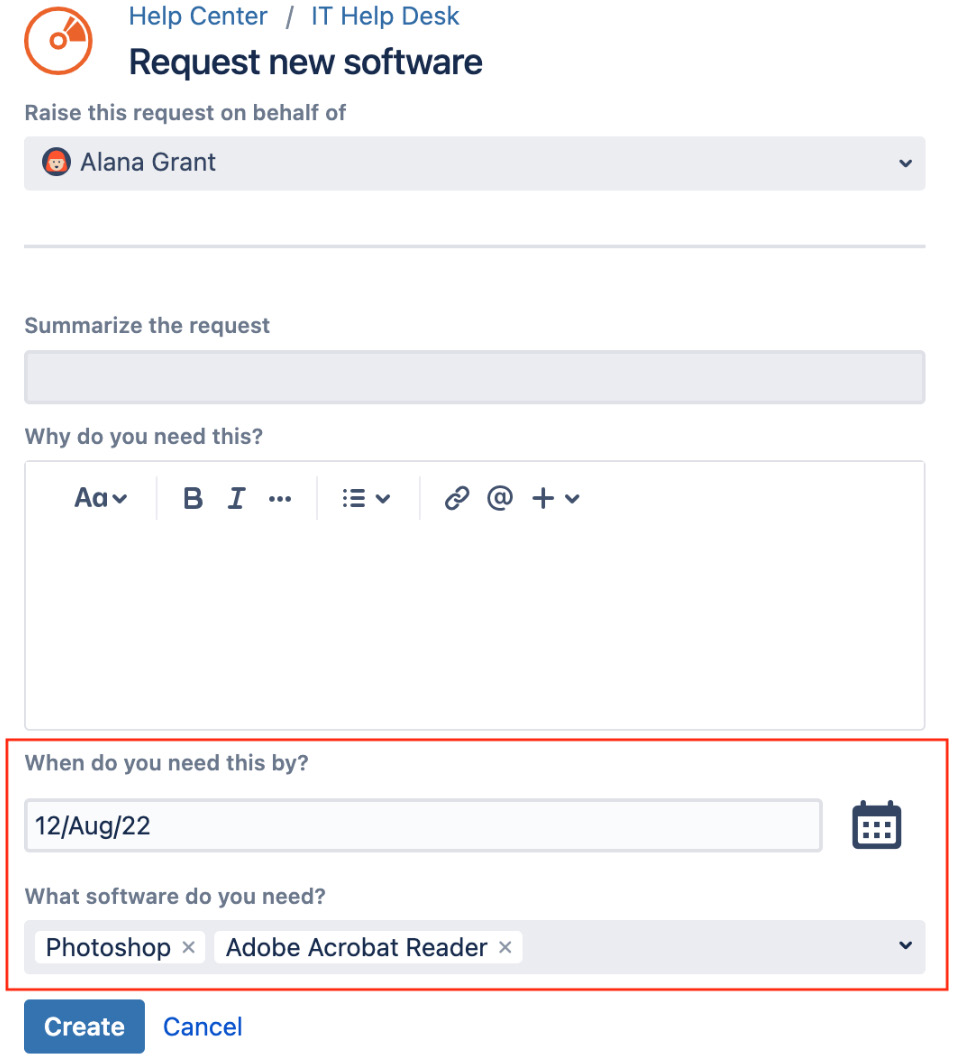 Help Center / IT Help Desk
Request new software
Raise this request on behalf of
Alana Grant
Summarize the request
Why do you need this?
Aa B I ••• @ +
When do you need this by?
12/Aug/22
What software do you need?
Photoshop × Adobe Acrobat Reader ×
Create Cancel